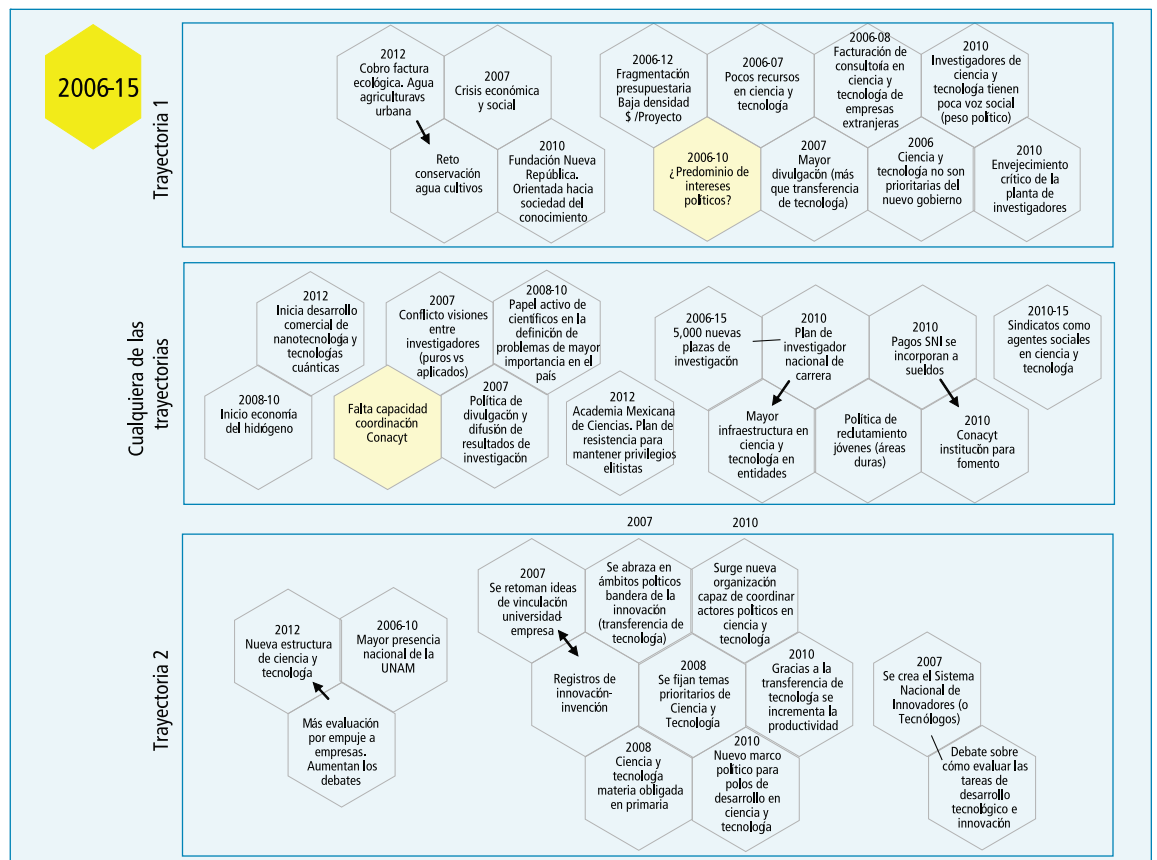 2006-15
Trayectoria 1
2012
Cobro factura
ecológica. Agua
agriculturavs
urbana
2007
Crisis económica
y social
Reto
conservación
agua cultivos
2010
Fundación Nueva
República.
Orientada hacia
sociedad del
conocimiento
2006-12
Fragmentación
presupuestaria
Baja densidad
$ /Proyecto
2006-07
Pocos recursos
en ciencia y
tecnología
2006-08
Facturación de
consultoría en
ciencia y
tecnología de
empresas
extranjeras
2010
Investigadores de
ciencia y
tecnología tienen
poca voz social
(peso político)
2006-10
¿Predominio de
intereses
políticos?
2007
Mayor
divulgación (más
que transferencia
de tecnología)
2006
Ciencia y
tecnología no son
prioritarias del
nuevo gobierno
2010
Envejecimiento
crítico de la
planta de
investigadores
Cualquiera de las
trayectorias
2012
Inicia desarrollo
comercial de
nanotecnología y
tecnologías
cuánticas
2007
Conflicto visiones
entre
investigadores
(puros vs
aplicados)
2008-10
Papel activo de
científicos en la
definición de
problemas de mayor
importancia en el
país
2008-10
Inicio economía
del hidrógeno
Falta capacidad
coordinación
Conacyt
2007
Política de
divulgación y
difusión de
resultados de
investigación
2012
Academia Mexicana
de Ciencias. Plan de
resistencia para
mantener privilegios
elitistas
2006-15
5,000 nuevas
plazas de
investigación
2010
Plan de
investigador
nacional de
carrera
2010
Pagos SNI se
incorporan a
sueldos
2010-15
Sindicatos como
agentes sociales
en ciencia y
tecnología
Mayor
infraestructura en
ciencia y
tecnología en
entidades
Política de
reclutamiento
jóvenes (áreas
duras)
2010
Conacyt
institución para
fomento
Trayectoria 2
2012
Nueva estructura
de ciencia y
tecnología
2006-10
Mayor presencia
nacional de la
UNAM
Más evaluación
por empuje a
empresas.
Aumentan los
debates
2007
Se retoman ideas
de vinculación
universidad-
empresa
2007
Se abraza en
ámbitos políticos
bandera de la
innovación
(transferencia de
tecnología)
2010
Surge nueva
organización
capaz de coordinar
actores políticos en
ciencia y
tecnología
Registros de
innovación-
invención
2008
Se fijan temas
prioritarios de
Ciencia y
Tecnología
2010
Gracias a la
transferencia de
tecnología se
incrementa la
productividad
2008
Ciencia y
tecnología
materia obligada
en primaria
2010
Nuevo marco
político para
polos de
desarrollo en
ciencia y
tecnología
2007
Se crea el Sistema
Nacional de
Innovadores (o
Tecnólogos)
Debate sobre
cómo evaluar las
tareas de
desarrollo
tecnológico e
innovación